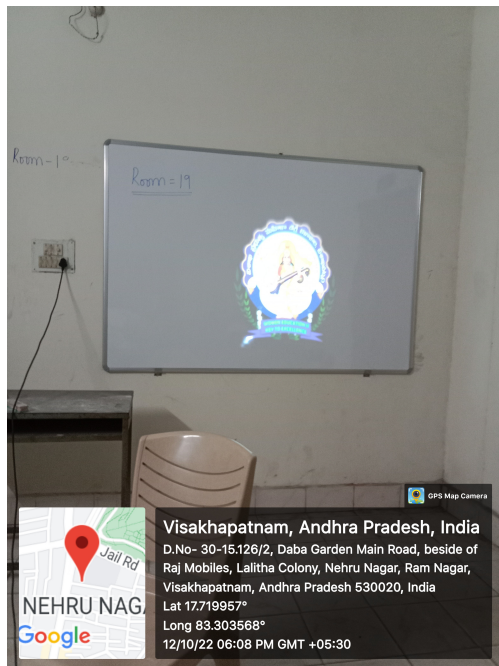 Room-1
Room = 19
GPS Map Camera
Jail Rd
NEHRU NAGA
Google
Visakhapatnam, Andhra Pradesh, India
D.No- 30-15.126/2, Daba Garden Main Road, beside of
Raj Mobiles, Lalitha Colony, Nehru Nagar, Ram Nagar,
Visakhapatnam, Andhra Pradesh 530020, India
Lat 17.719957°
Long 83.303568°
12/10/22 06:08 PM GMT +05:30